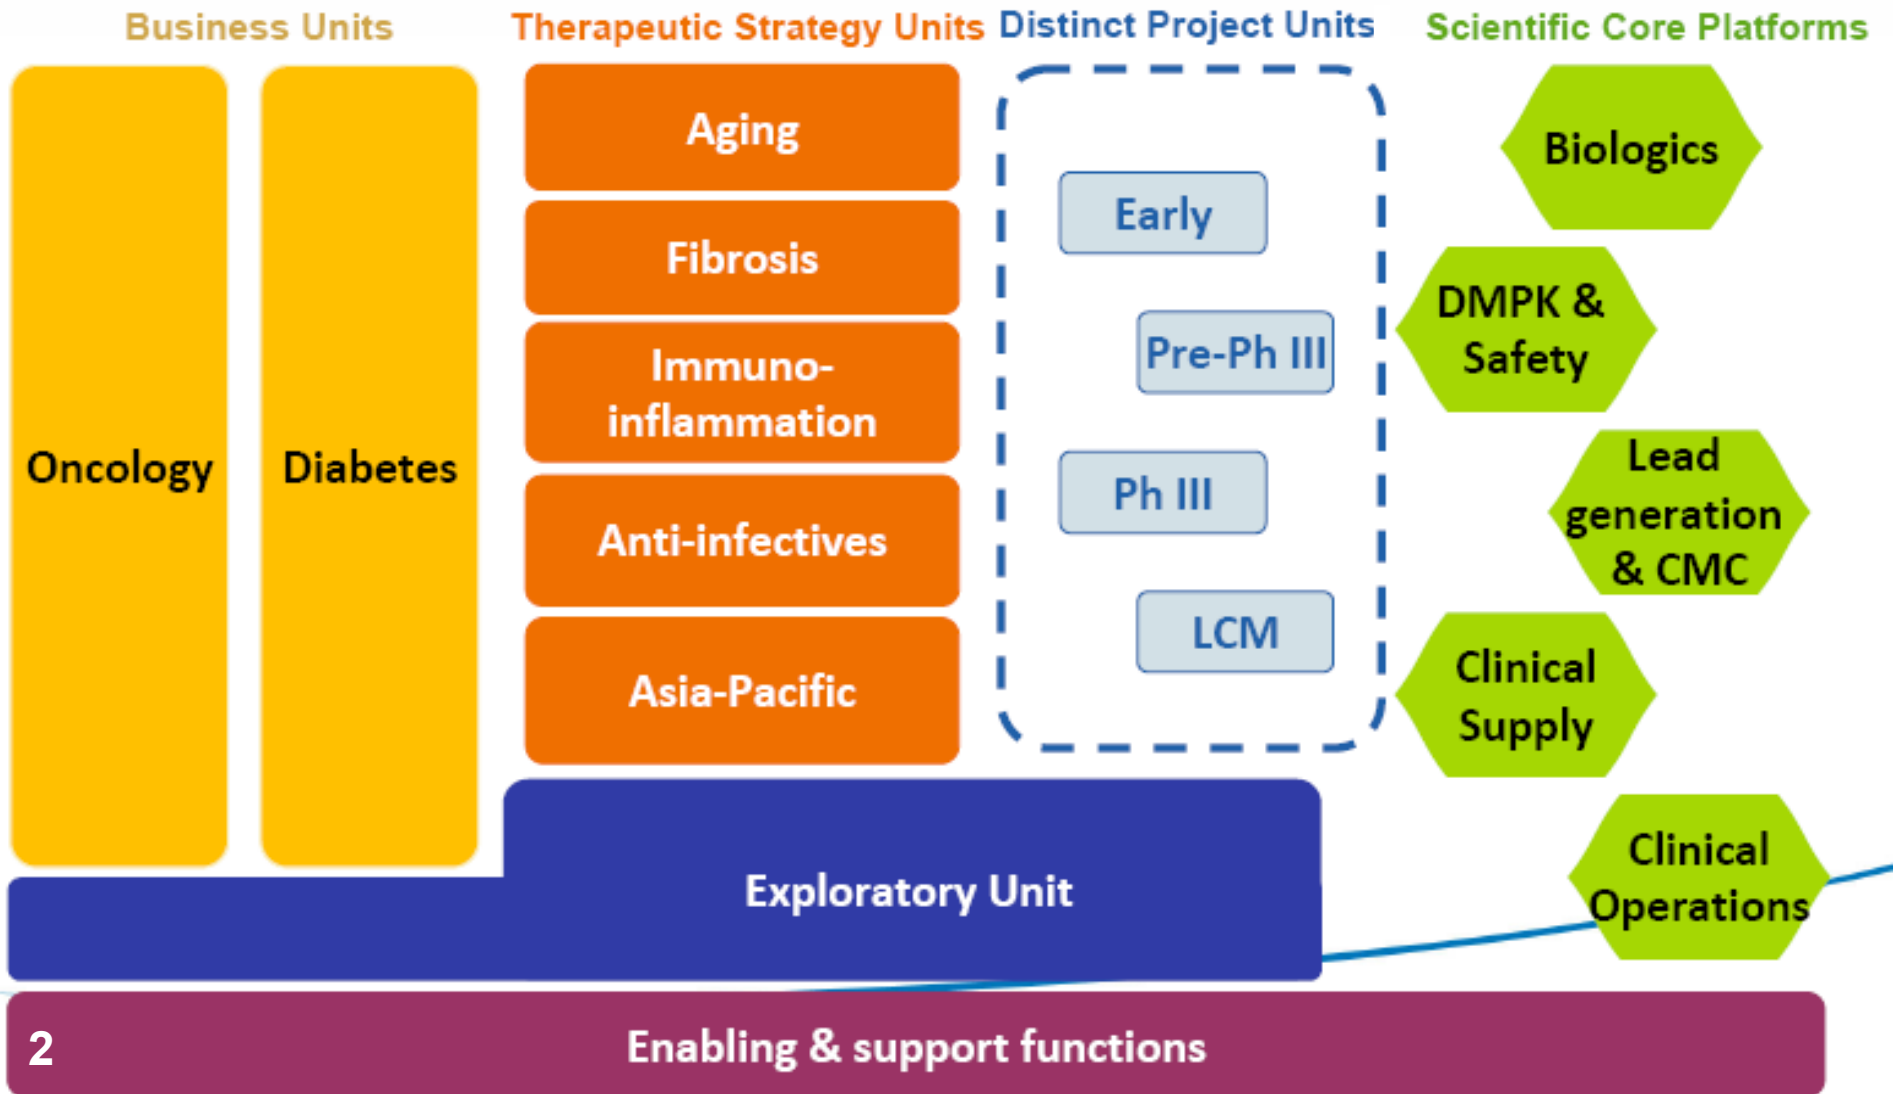 Business Units
Therapeutic Strategy Units
Distinct Project Units
Scientific Core Platforms
Oncology
Diabetes
Aging
Fibrosis
Immuno-
inflammation
Anti-infectives
Asia-Pacific
Early
Pre-Ph III
Ph III
LCM
Biologics
DMPK &
Safety
Lead
generation
& CMC
Clinical
Supply
Clinical
Operations
Exploratory Unit
2
Enabling & support functions